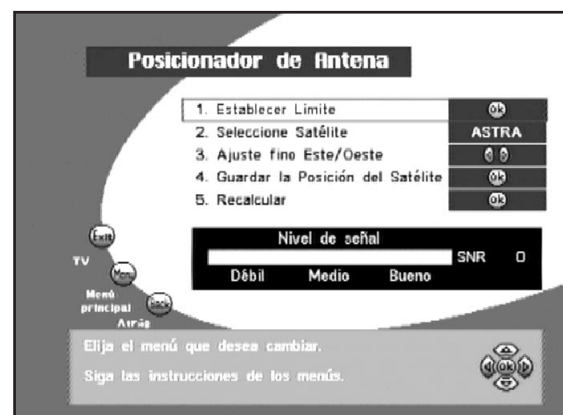 Posicionador de Antena
1. Establecer Limite Ok
2. Seleccione Satélite ASTRA
3. Ajuste fino Este/Oeste
4. Guardar la Posición del Satélite Ok
5. Recalcular Ok
Nivel de señal
SNR 0
Débil Medio Bueno
Exit
TV
Menu
Menú
principal
Back
Atrás
Elija el menú que desea cambiar.
Siga las instrucciones de los menús.
Ok